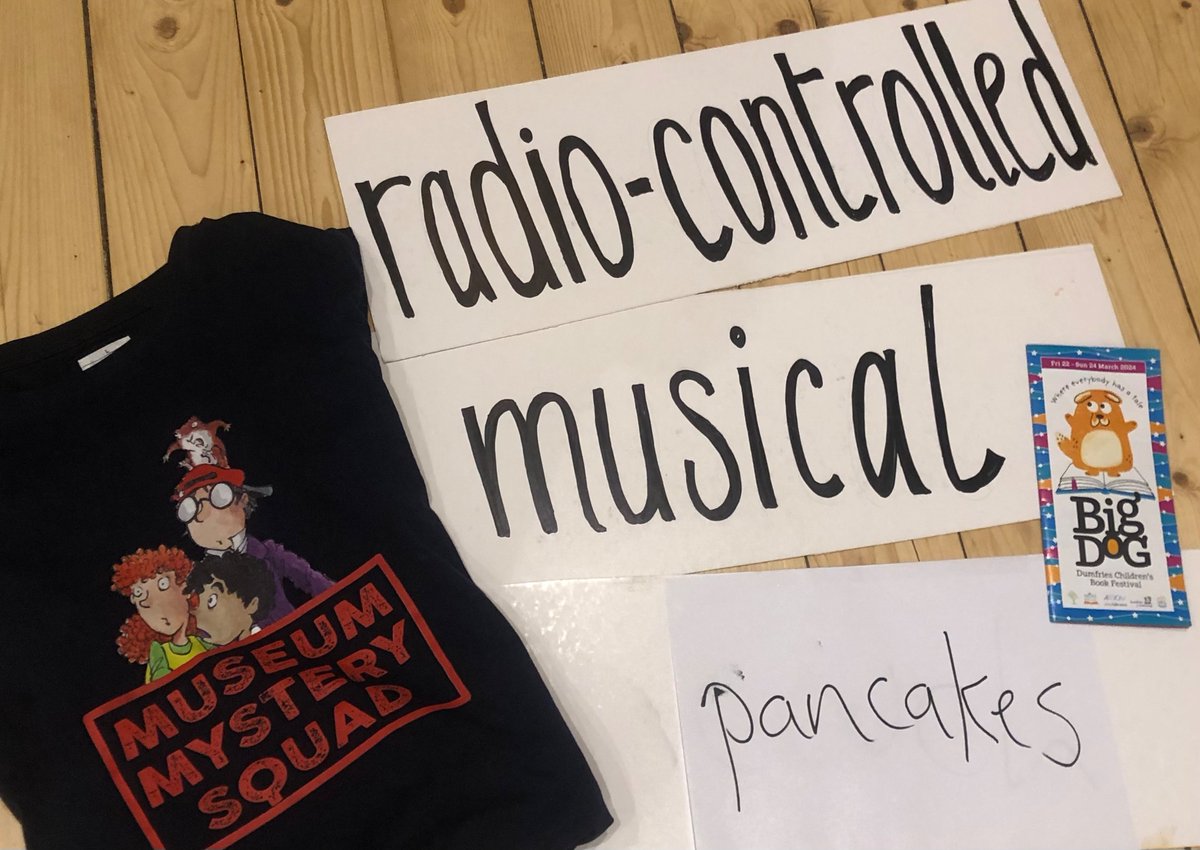 radio-controlled
musical
pancakes
MUSEUM
MYSTERY
SQUAD
Fri 22 - Sun 24 March 2024
Where everybody has a tale
Big
DOG
Dumfries Children's
Book Festival